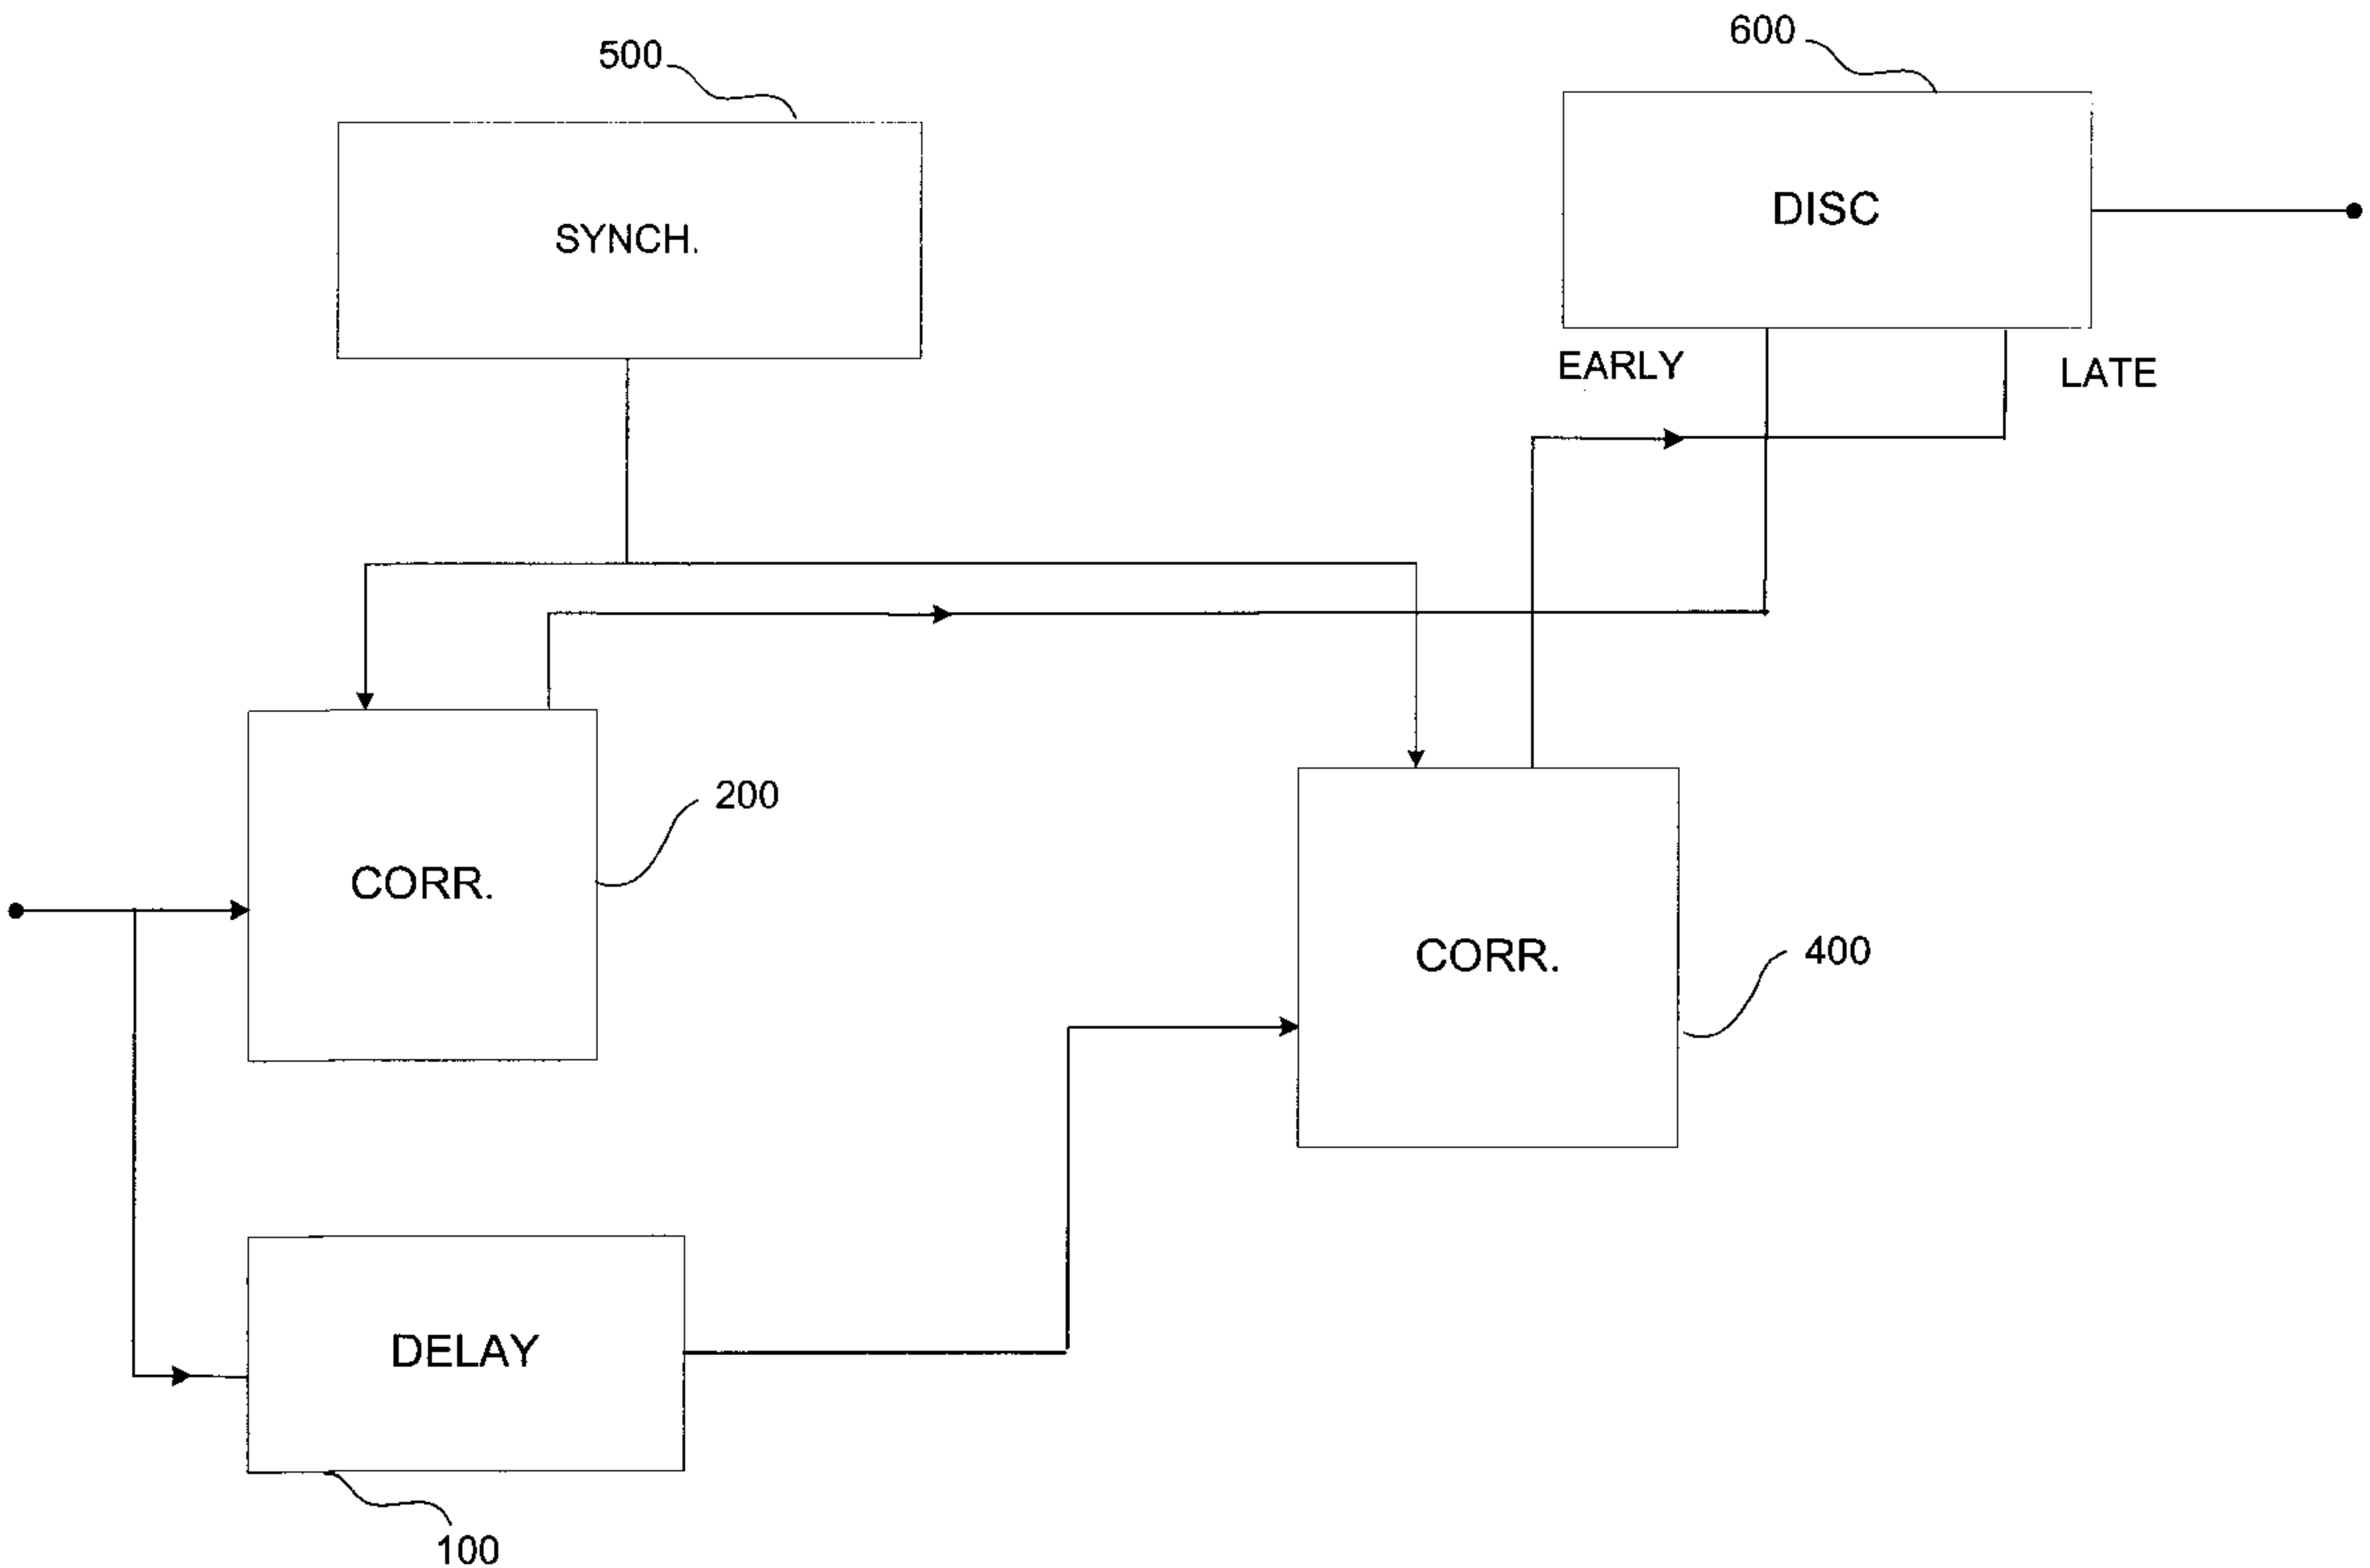 600
500
DISC
SYNCH.
EARLY
LATE
200
CORR.
400
CORR.
DELAY
100